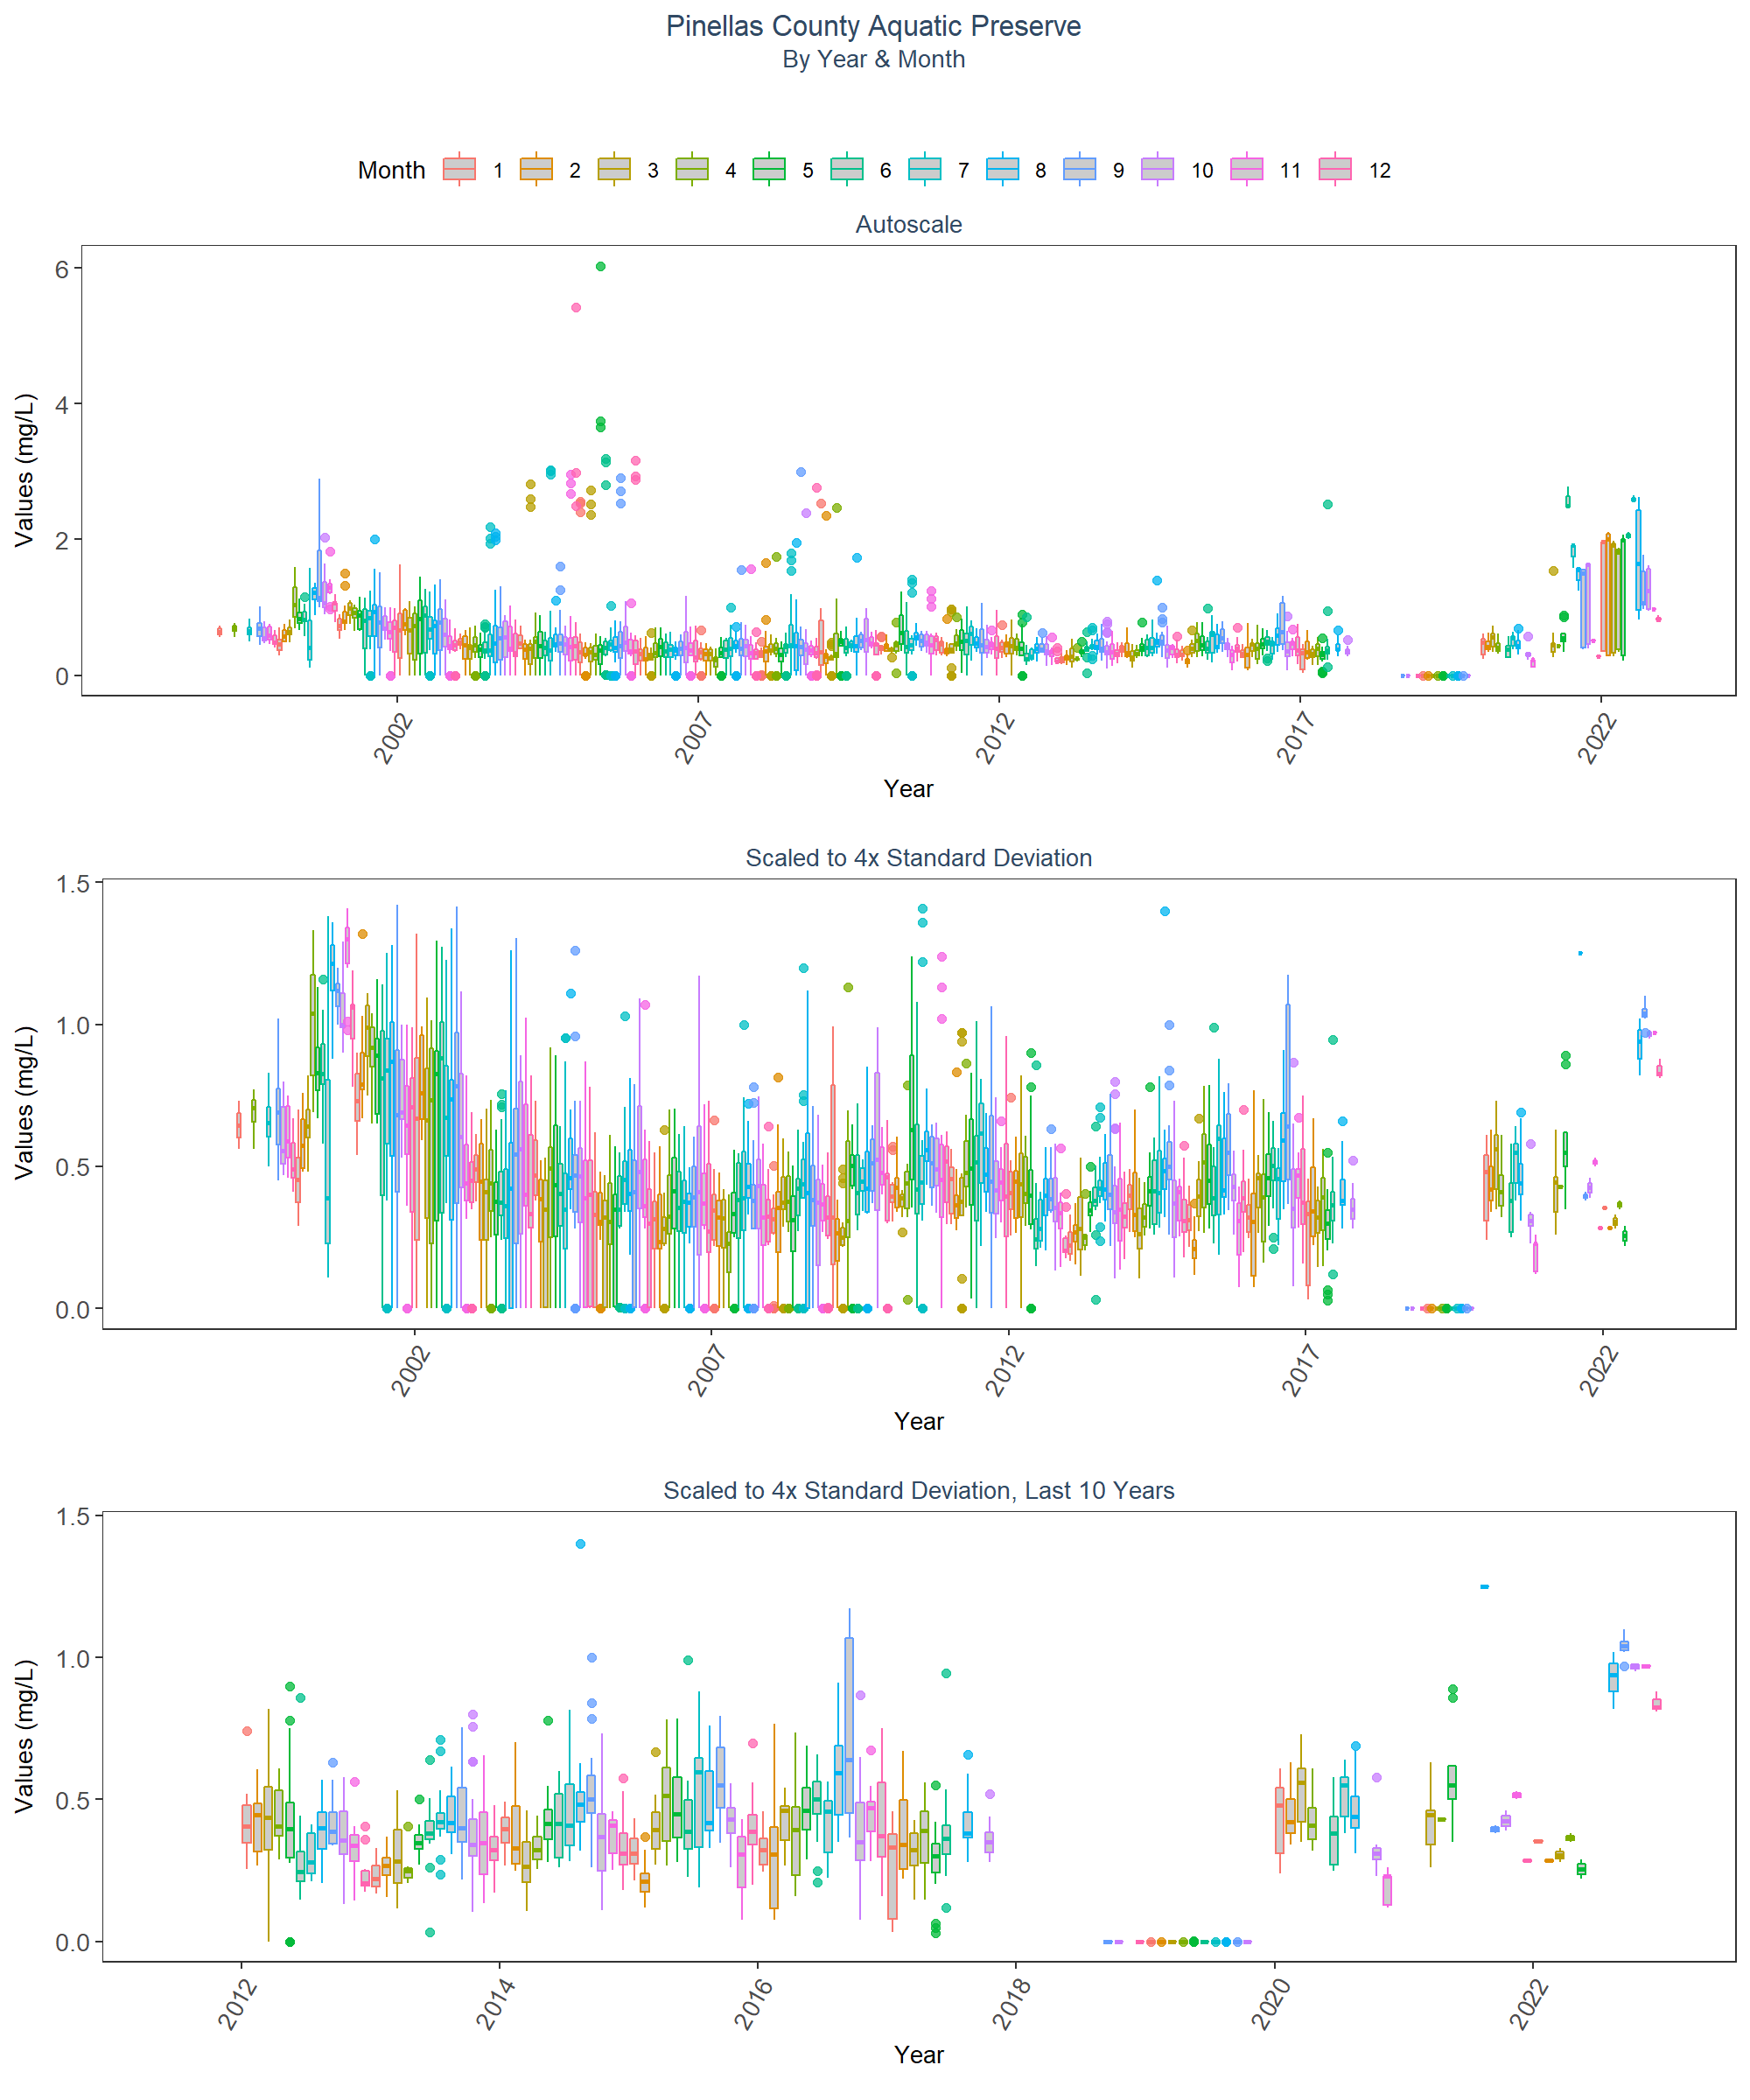 Pinellas County Aquatic Preserve
By Year & Month
Month 1 2 3 4 5 6 7 8 9 10 11 12
Autoscale
Values (mg/L)
6
4
2
0
2002 2007 2012 2017 2022
Year
Scaled to 4x Standard Deviation
Values (mg/L)
1.5
1.0
0.5
0.0
2002 2007 2012 2017 2022
Year
Scaled to 4x Standard Deviation, Last 10 Years
Values (mg/L)
1.5
1.0
0.5
0.0
2012 2014 2016 2018 2020 2022
Year